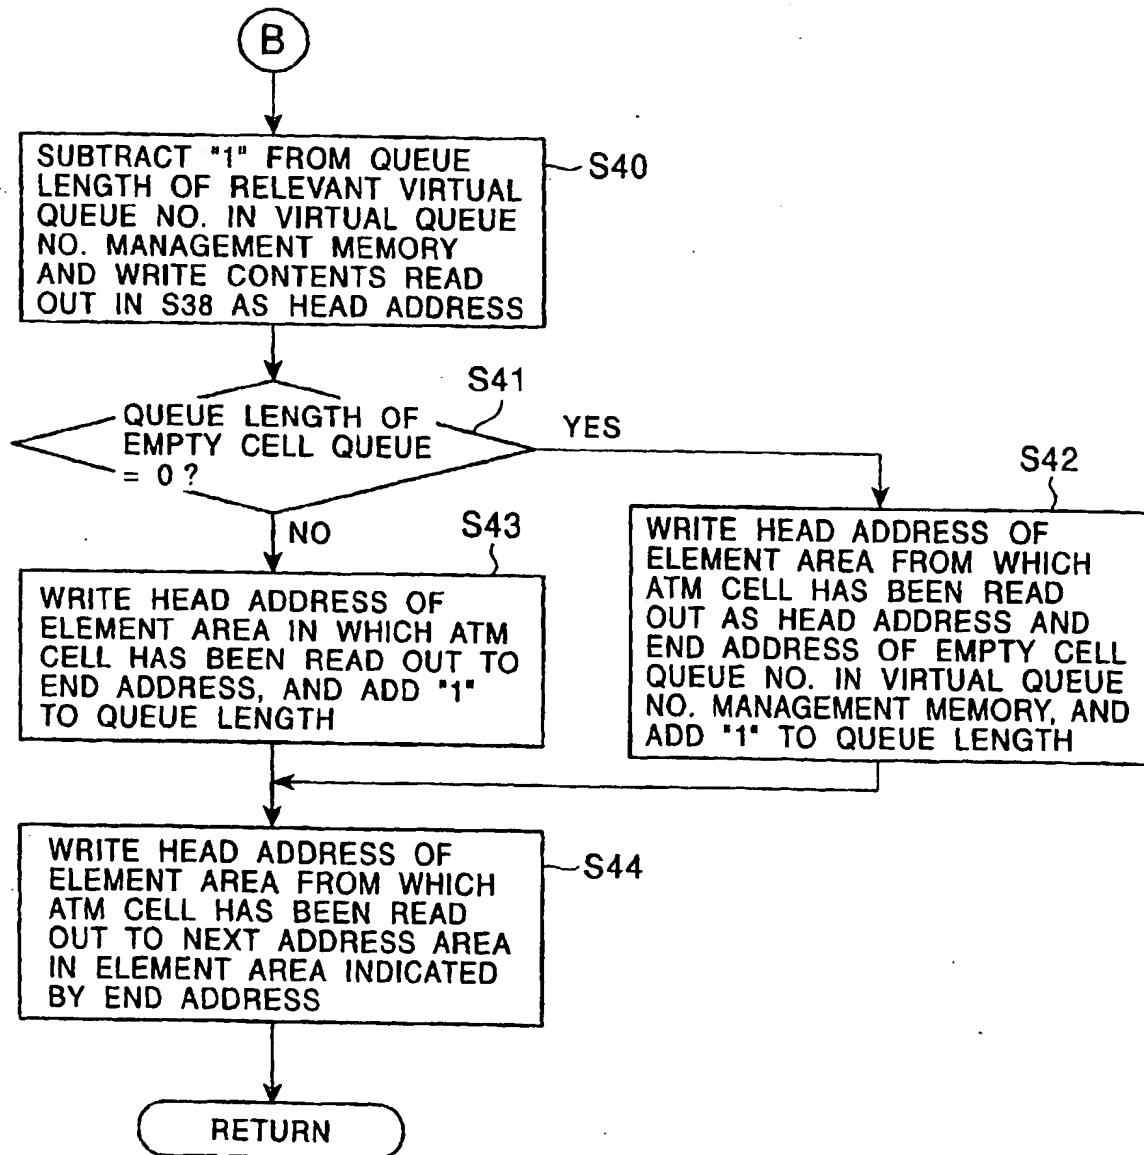 B
SUBTRACT "1" FROM QUEUE
LENGTH OF RELEVANT VIRTUAL
QUEUE NO. IN VIRTUAL QUEUE
NO. MANAGEMENT MEMORY
AND WRITE CONTENTS READ
OUT IN S38 AS HEAD ADDRESS
S40
S41
QUEUE LENGTH OF
EMPTY CELL QUEUE
= 0 ?
YES
NO
S42
WRITE HEAD ADDRESS OF
ELEMENT AREA FROM WHICH
ATM CELL HAS BEEN READ
OUT AS HEAD ADDRESS AND
END ADDRESS OF EMPTY CELL
QUEUE NO. IN VIRTUAL QUEUE
NO. MANAGEMENT MEMORY, AND
ADD "1" TO QUEUE LENGTH
S43
WRITE HEAD ADDRESS OF
ELEMENT AREA IN WHICH ATM
CELL HAS BEEN READ OUT TO
END ADDRESS, AND ADD "1"
TO QUEUE LENGTH
WRITE HEAD ADDRESS OF
ELEMENT AREA FROM WHICH
ATM CELL HAS BEEN READ
OUT TO NEXT ADDRESS AREA
IN ELEMENT AREA INDICATED
BY END ADDRESS
S44
RETURN